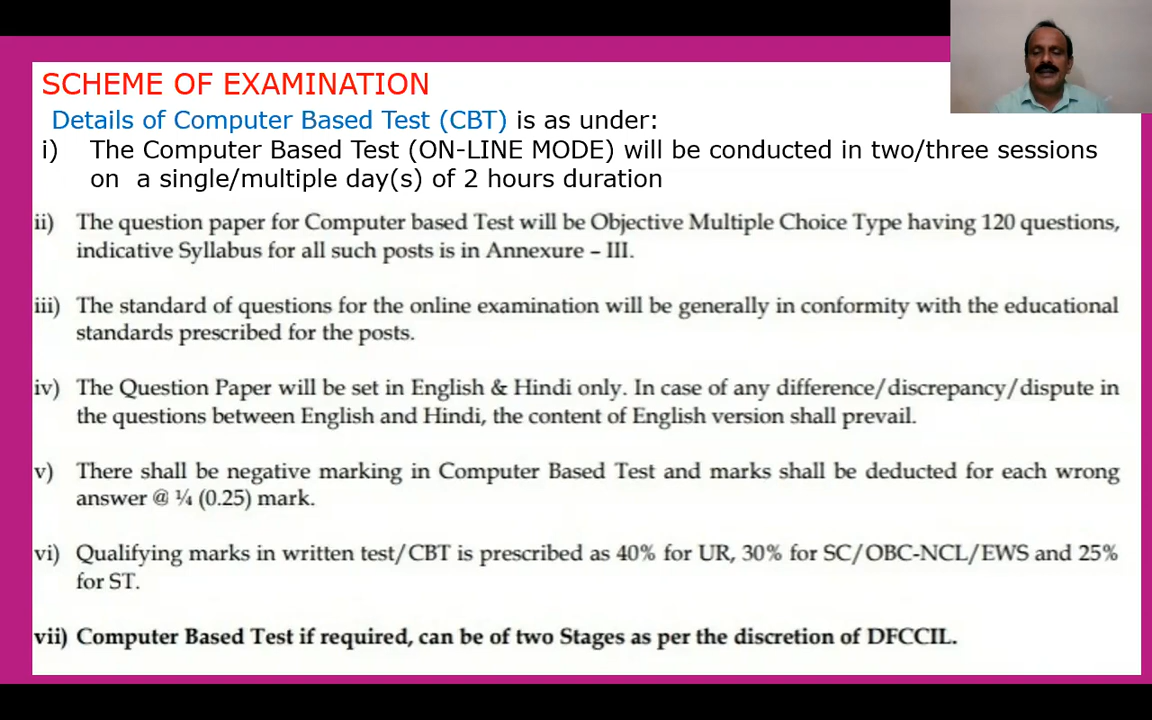 SCHEME OF EXAMINATION
Details of Computer Based Test (CBT) is as under:
i) The Computer Based Test (ON-LINE MODE) will be conducted in two/three sessions
on a single/multiple day(s) of 2 hours duration
ii) The question paper for Computer based Test will be Objective Multiple Choice Type having 120 questions,
indicative Syllabus for all such posts is in Annexure – III.
iii) The standard of questions for the online examination will be generally in conformity with the educational
standards prescribed for the posts.
iv) The Question Paper will be set in English & Hindi only. In case of any difference/discrepancy/dispute in
the questions between English and Hindi, the content of English version shall prevail.
v) There shall be negative marking in Computer Based Test and marks shall be deducted for each wrong
answer @ ¼ (0.25) mark.
vi) Qualifying marks in written test/CBT is prescribed as 40% for UR, 30% for SC/OBC-NCL/EWS and 25%
for ST.
vii) Computer Based Test if required, can be of two Stages as per the discretion of DFCCIL.